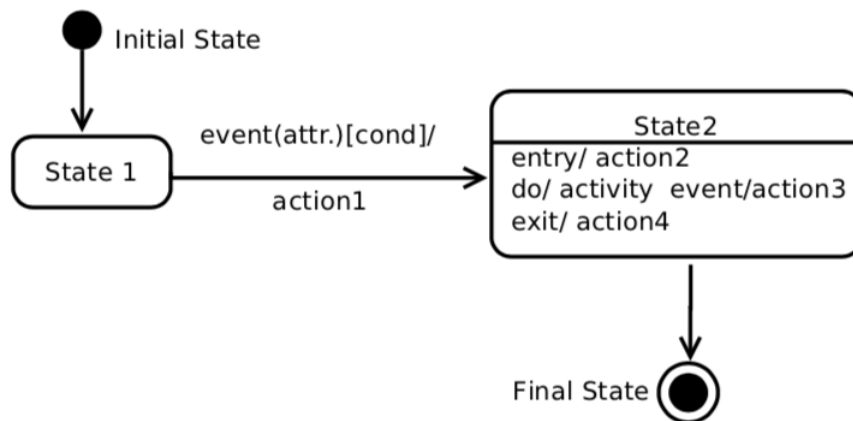 Initial State
event(attr.)[cond]/
State 1
action1
State2
entry/ action2
do/ activity  event/action3
exit/ action4
Final State